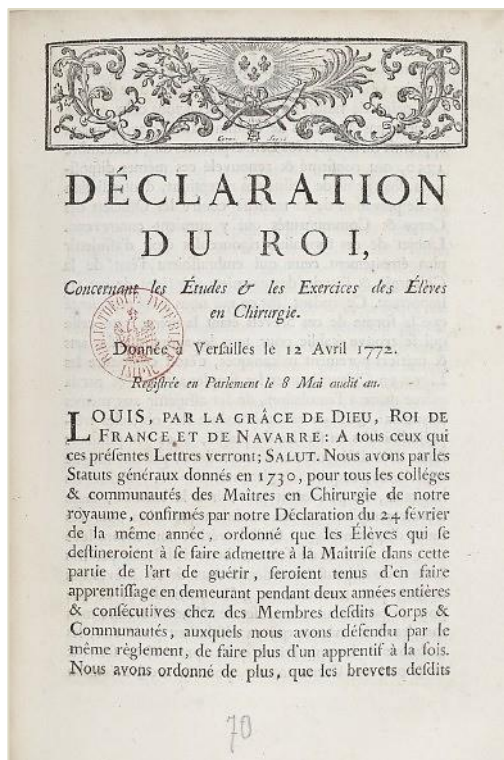 DÉCLARATION
DU ROI,
Concernant les Études & les Exercices des Élèves
en Chirurgie.
Donnée à Verſailles le 12 Avril 1772.
Regiſtrée en Parlement le 8 Mai audit an.
LOUIS, PAR LA GRÂCE DE DIEU, ROI DE
FRANCE ET DE NAVARRE: A tous ceux qui
ces préſentes Lettres verront; SALUT. Nous avons par les
Statuts généraux donnés en 1730, pour tous les colléges
& communautés des Maîtres en Chirurgie de notre
royaume, confirmés par notre Déclaration du 24 février
de la même année, ordonné que les Élèves qui ſe
deſtineroient à ſe faire admettre à la Maîtriſe dans cette
partie de l'art de guérir, ſeroient tenus d'en faire
apprentiſſage en demeurant pendant deux années entières
& conſécutives chez des Membres deſdits Corps &
Communautés, auxquels nous avons défendu par le
même règlement, de faire plus d'un apprentif à la fois.
Nous avons ordonné de plus, que les brevets deſdits
BIBLIOTHÈQUE IMPÉRIALE
IMP.
70